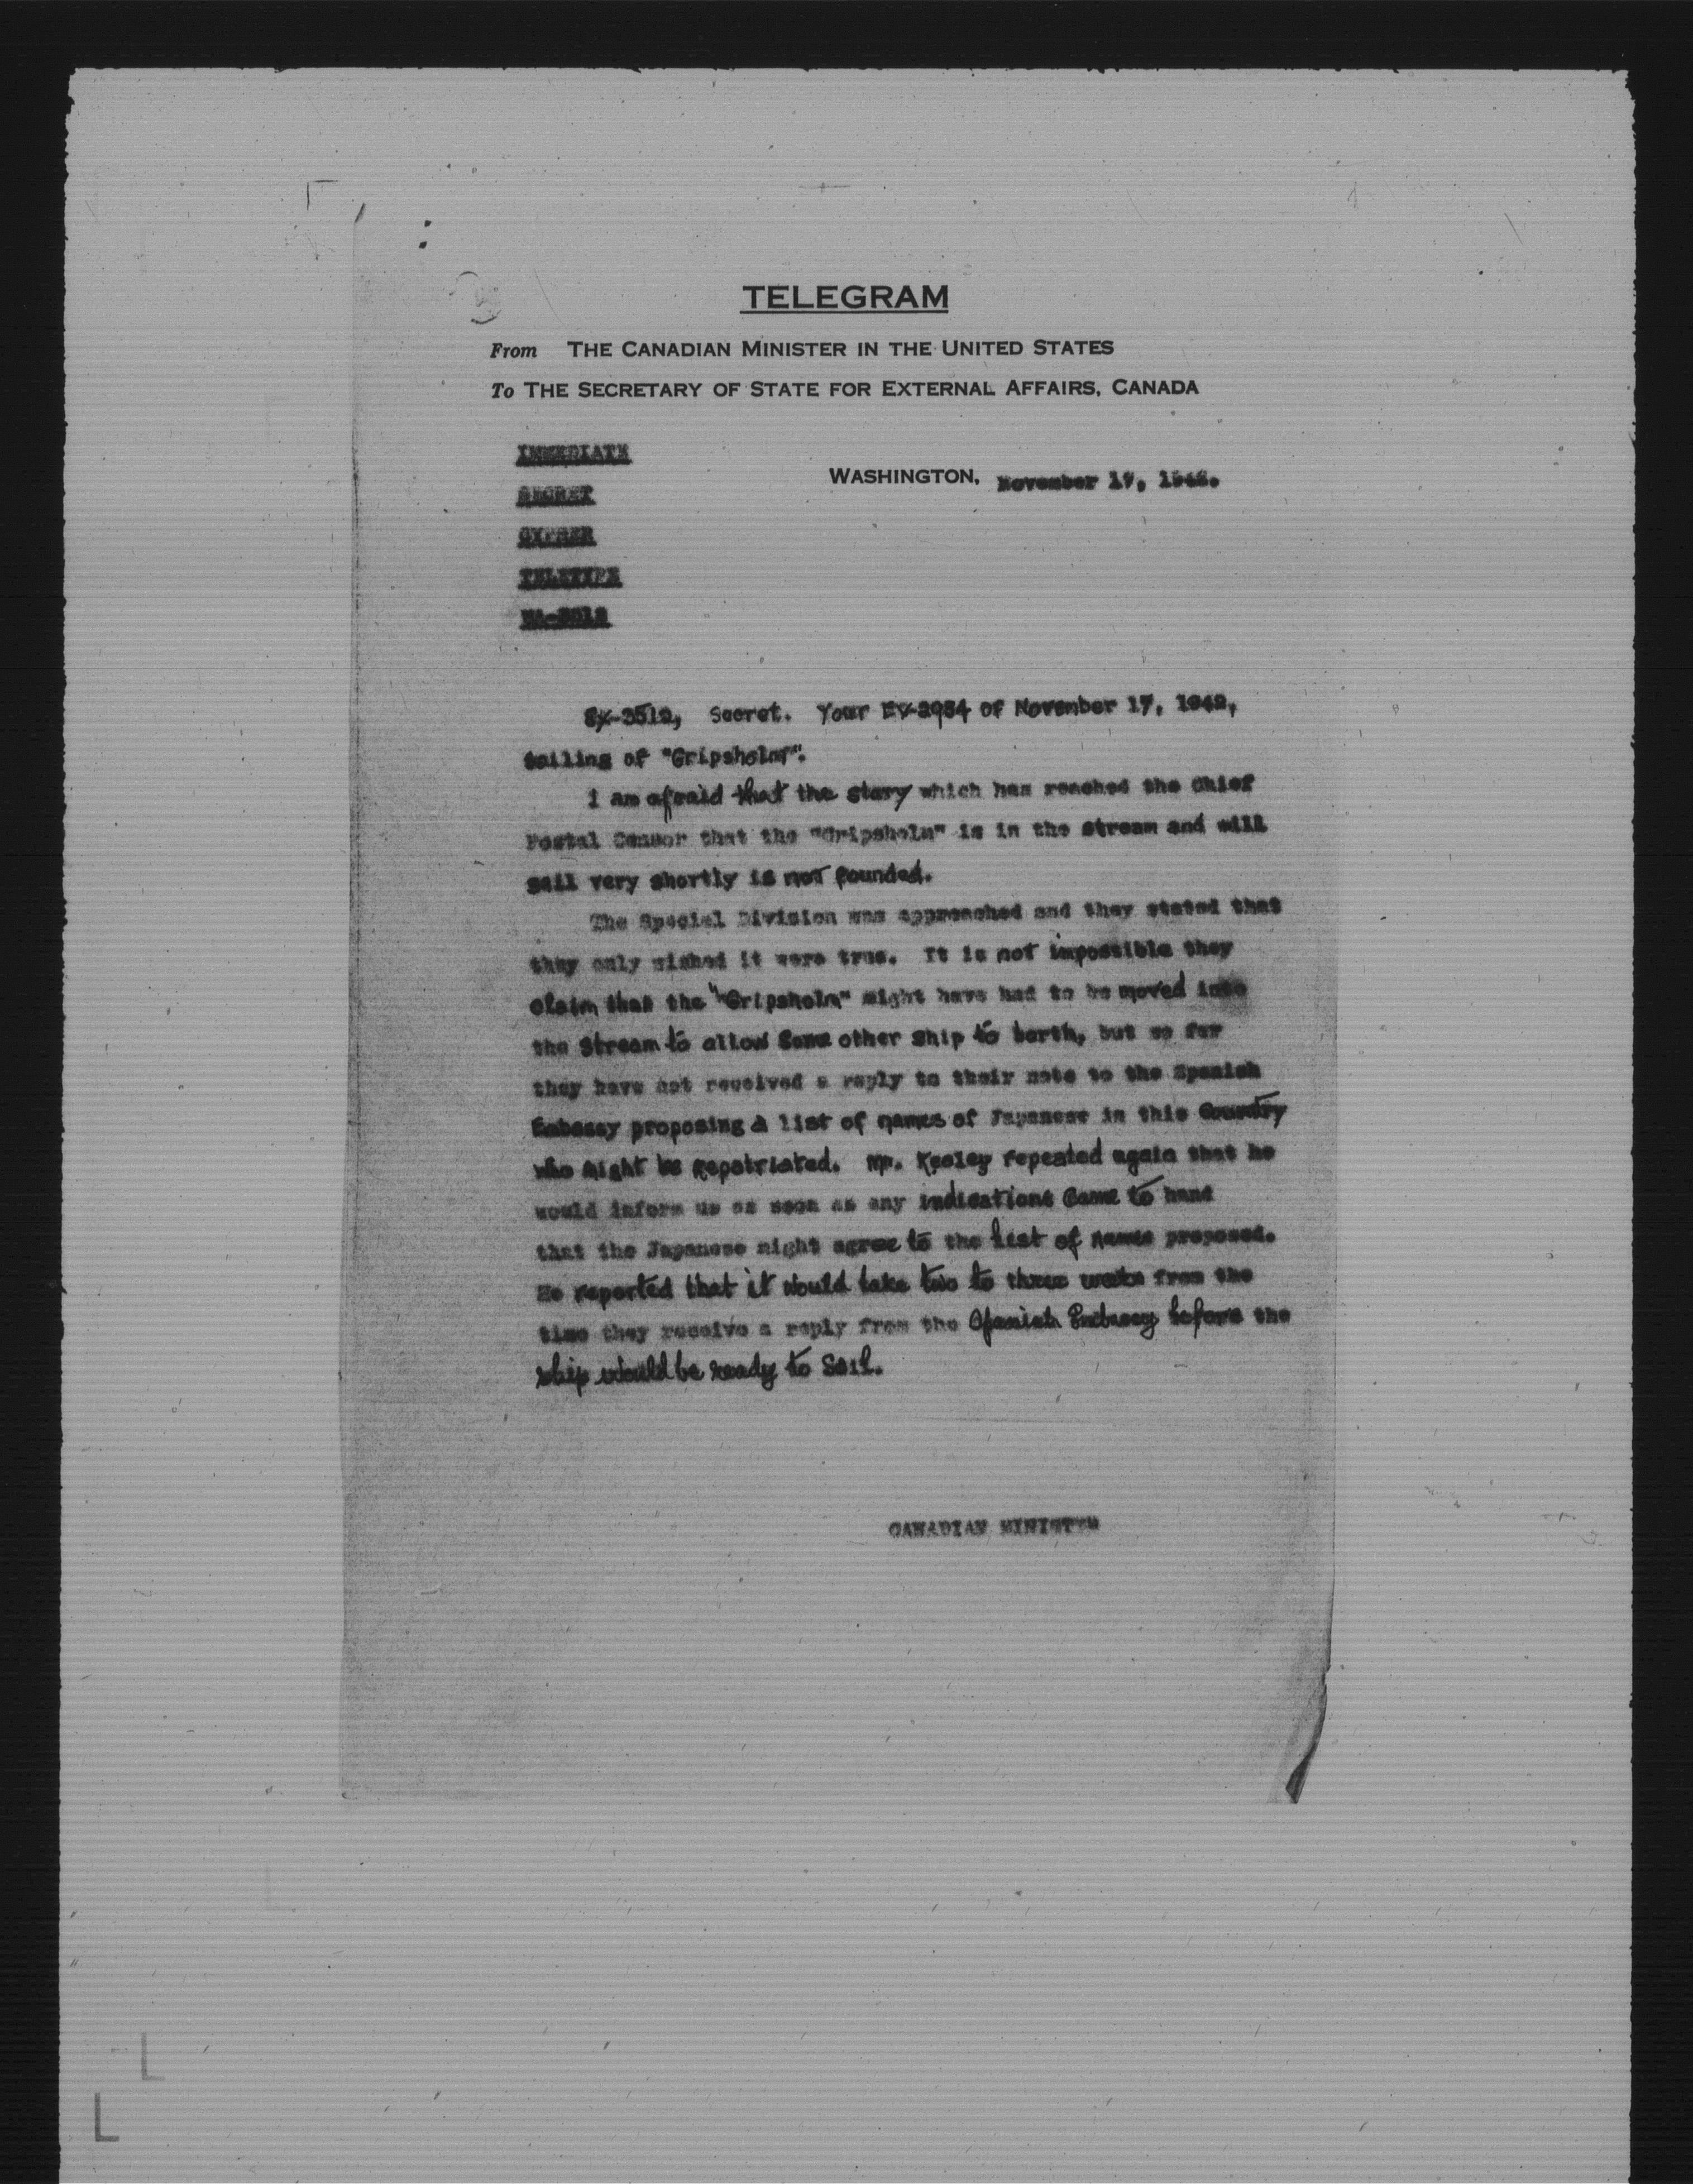 TELEGRAM
From THE CANADIAN MINISTER IN THE UNITED STATES
To THE SECRETARY OF STATE FOR EXTERNAL AFFAIRS, CANADA
IMMEDIATE
WASHINGTON, November 17, 1942.
SECRET
CYPHER
TELETYPE
WA-3512
3512, Secret. Your EX-2984 of November 17, 1942,
sailing of "Gripsholm".
I am afraid that the story which has reached the Chief
Postal Censor that the "Gripsholm" is in the stream and will
sail very shortly is not founded.
The Special Division was approached and they stated that
they only wished it were true. It is not impossible they
claim that the "Gripsholm" might have had to be moved into
the Stream to allow some other ship to berth, but so far
they have not received a reply to their note to the Spanish
Embassy proposing a list of names of Japanese in this Country
who might be repatriated. Mr. Keeley repeated again that he
would inform us as soon as any indications came to hand
that the Japanese might agree to the list of names proposed.
He reported that it would take two to three weeks from the
time they receive a reply from the Spanish Embassy before the
ship would be ready to Sail.
CANADIAN MINISTER
L
L